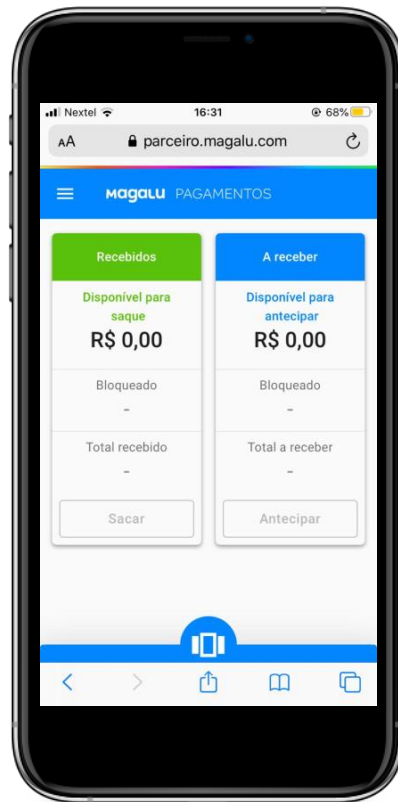 Nextel 16:31 68%
AA parceiro.magalu.com
Magalu PAGAMENTOS
Recebidos
Disponível para
saque
R$ 0,00
Bloqueado
-
Total recebido
-
Sacar
A receber
Disponível para
antecipar
R$ 0,00
Bloqueado
-
Total a receber
-
Antecipar